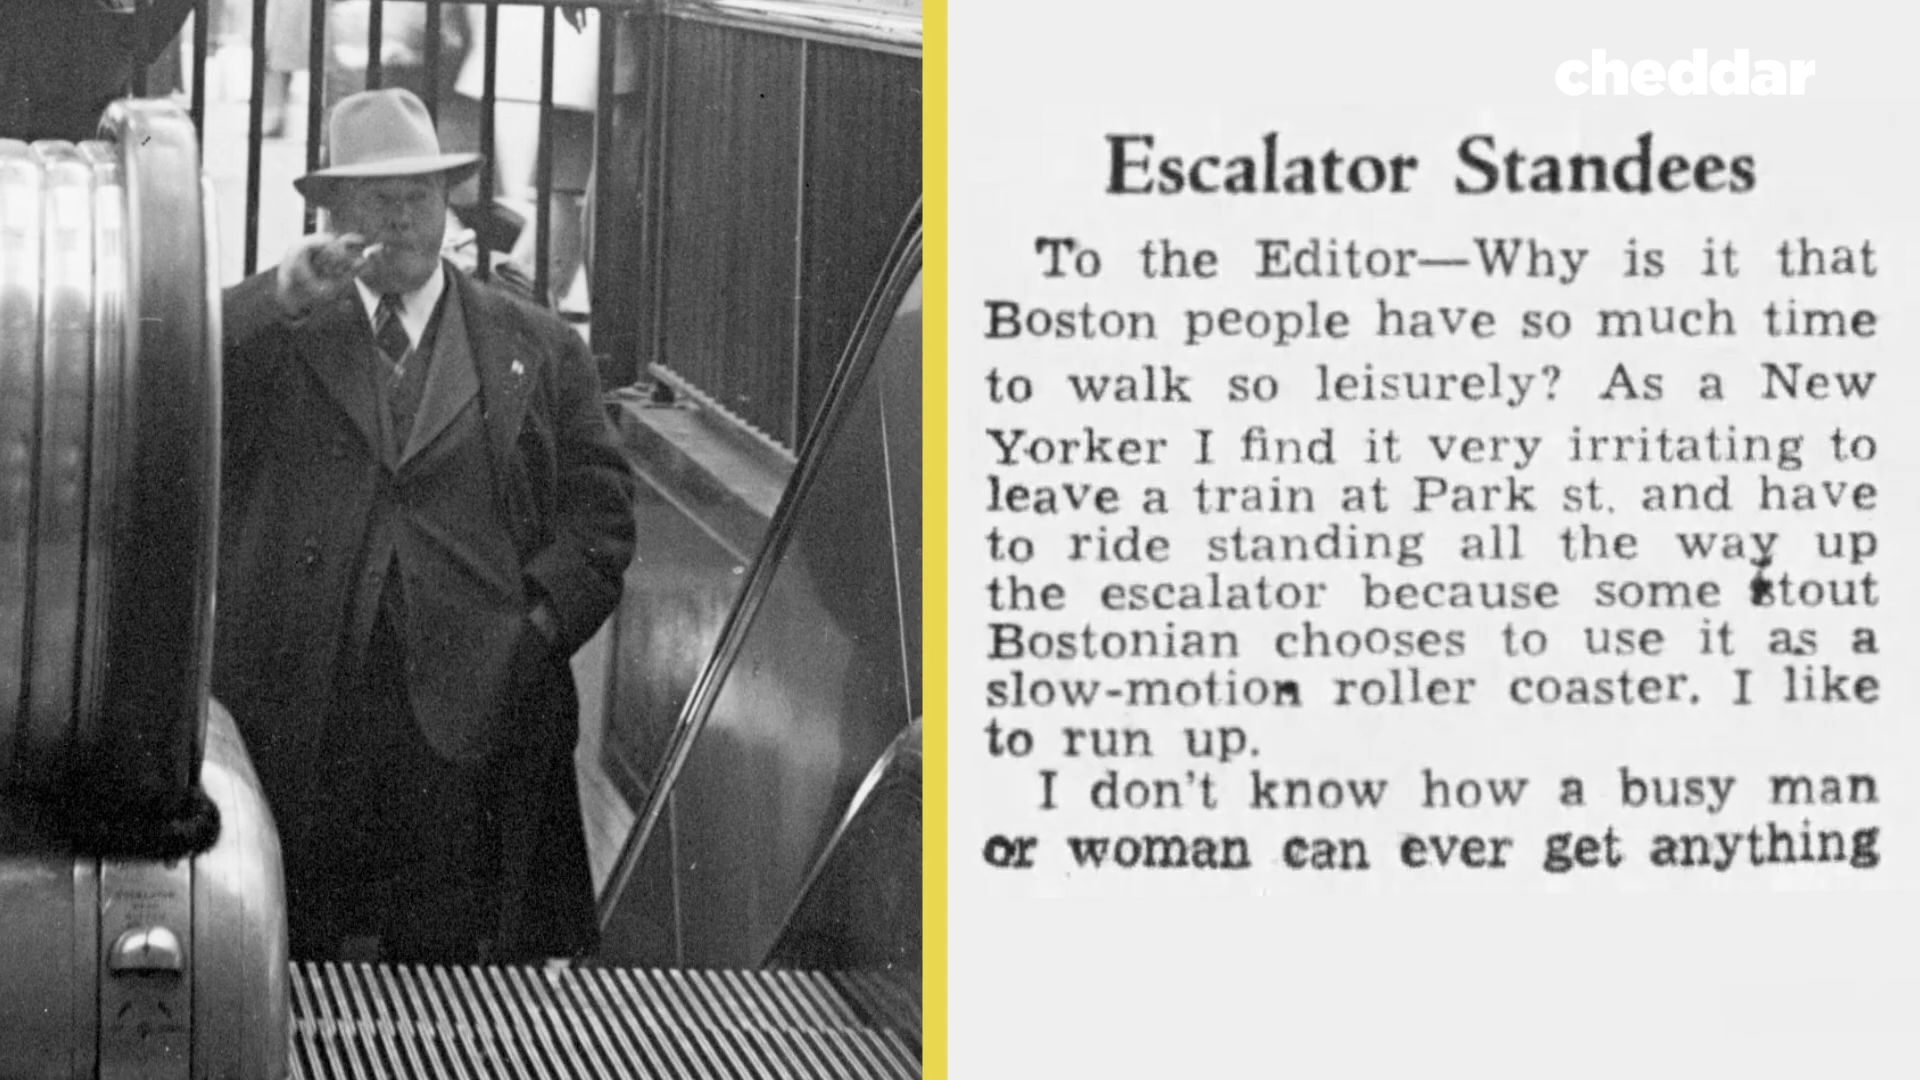 cheddar
Escalator Standees
To the Editor—Why is it that
Boston people have so much time
to walk so leisurely? As a New
Yorker I find it very irritating to
leave a train at Park st. and have
to ride standing all the way up
the escalator because some stout
Bostonian chooses to use it as a
slow-motion roller coaster. I like
to run up.
I don't know how a busy man
or woman can ever get anything